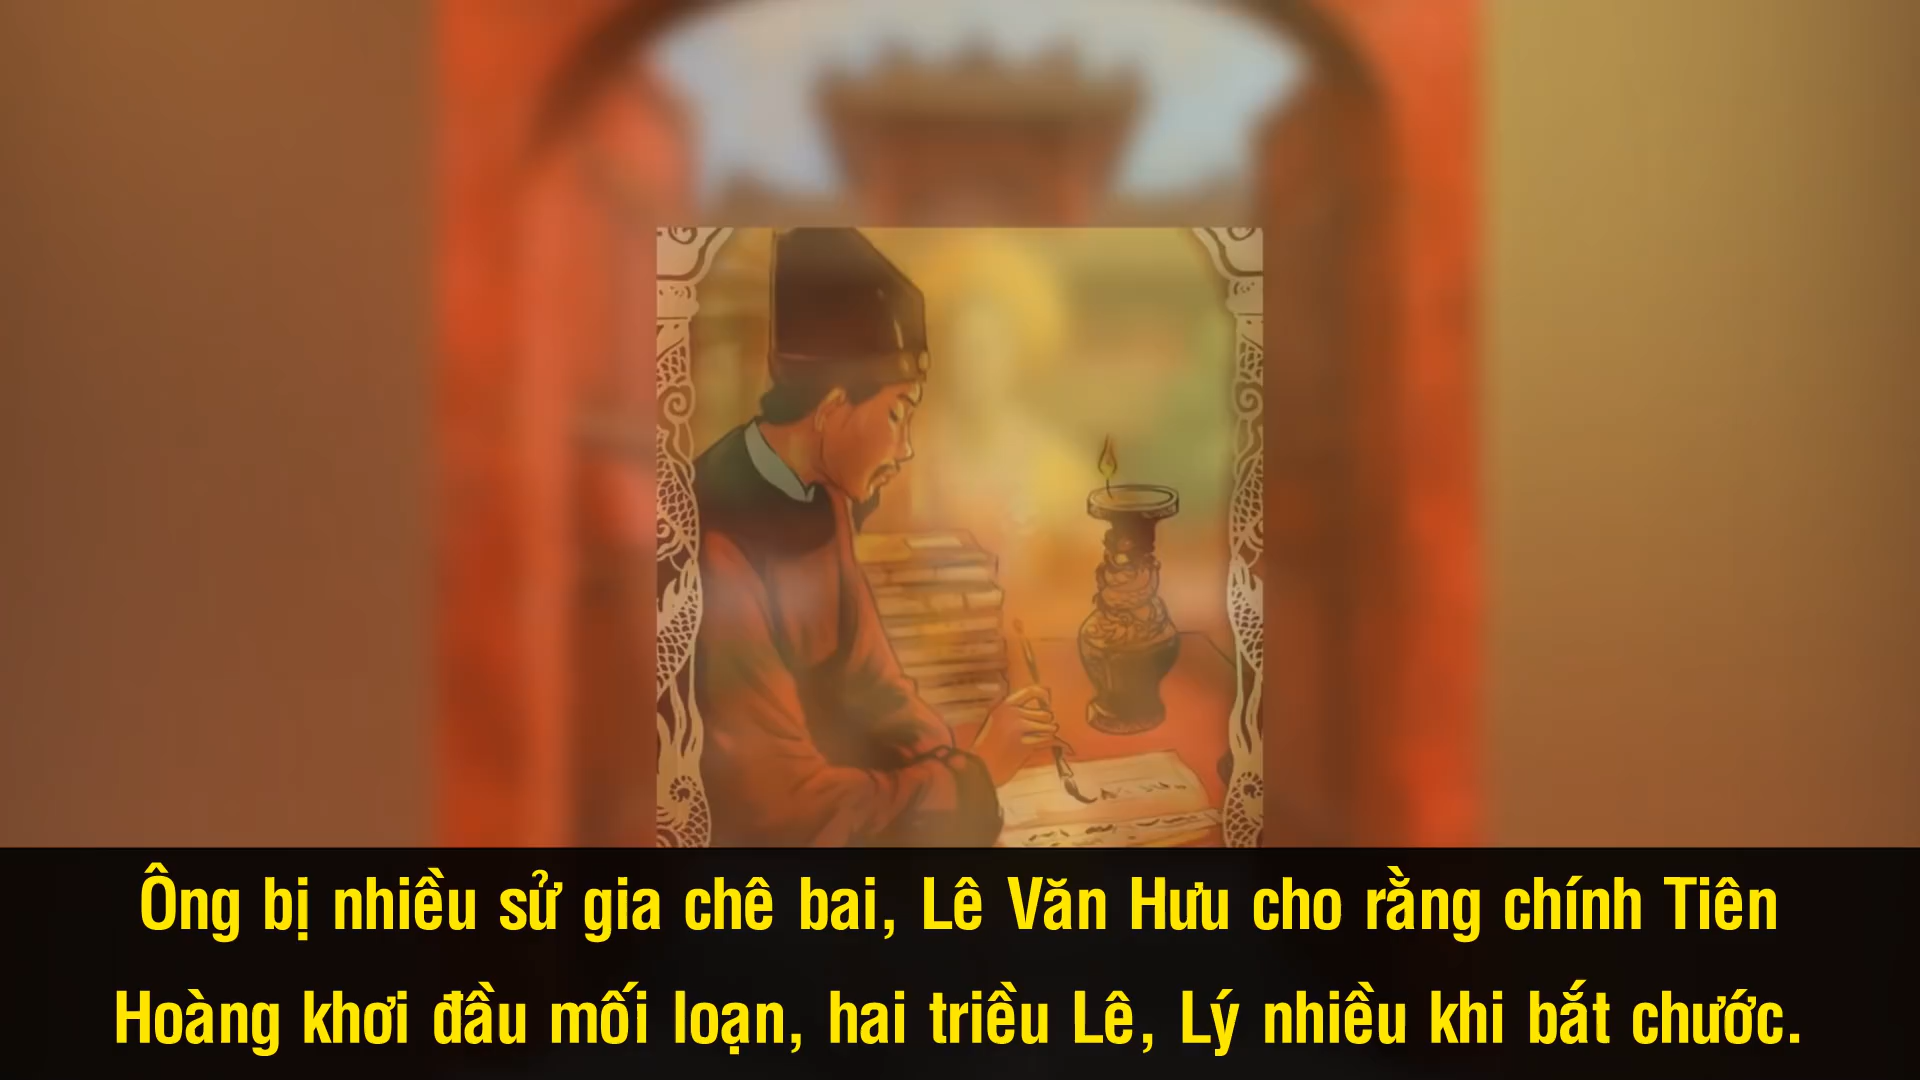 Ông bị nhiều sử gia chê bai, Lê Văn Hưu cho rằng chính Tiên
Hoàng khơi đầu mối loạn, hai triều Lê, Lý nhiều khi bắt chước.